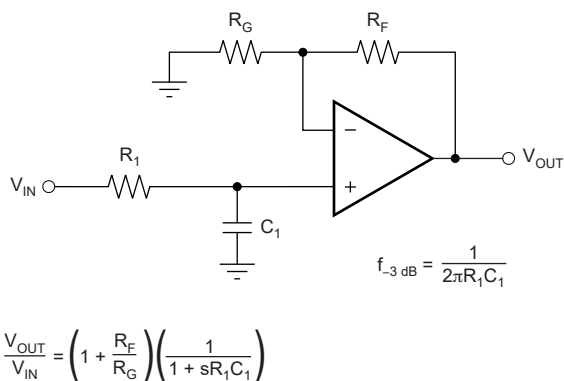 R_G
R_F
−
V_OUT
R_1
V_IN
+
C_1
f_−3 dB = 1 / 2πR_1C_1
V_OUT / V_IN = (1 + R_F / R_G) (1 / 1 + sR_1C_1)